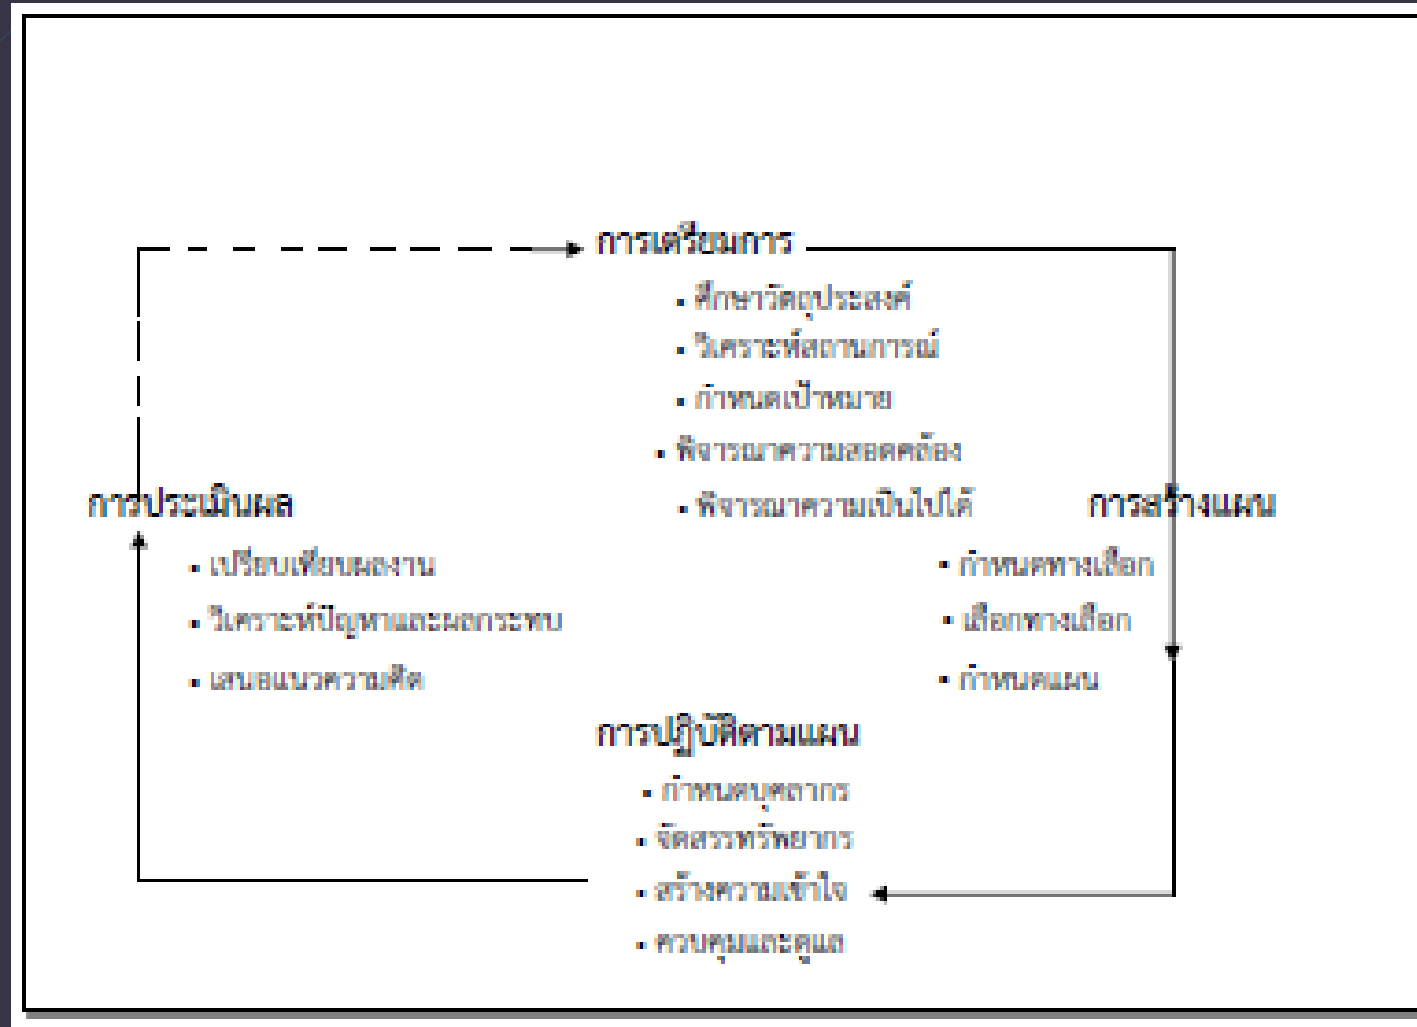 การเตรียมการ
▪ ศึกษาวัตถุประสงค์
▪ วิเคราะห์สถานการณ์
▪ กำหนดเป้าหมาย
▪ พิจารณาความสอดคล้อง
▪ พิจารณาความเป็นไปได้
การสร้างแผน
▪ กำหนดทางเลือก
▪ เลือกทางเลือก
▪ กำหนดแผน
การปฏิบัติตามแผน
▪ กำหนดบุคลากร
▪ จัดสรรทรัพยากร
▪ สร้างความเข้าใจ
▪ ควบคุมและดูแล
การประเมินผล
▪ เปรียบเทียบผลงาน
▪ วิเคราะห์ปัญหาและผลกระทบ
▪ เสนอแนวความคิด